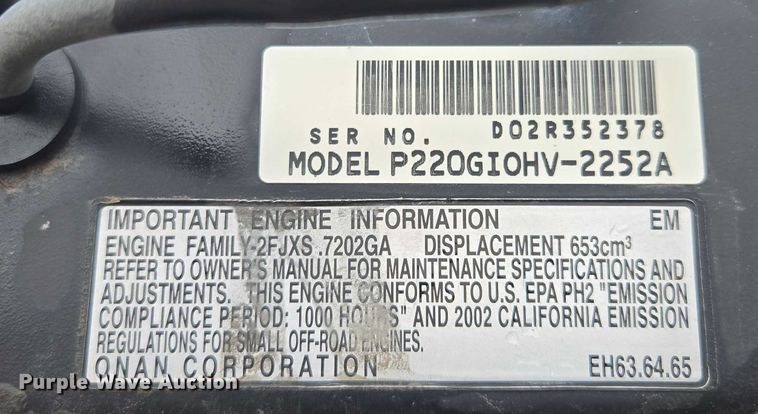 SER NO. D02R352378
MODEL P220GIOHV-2252A
IMPORTANT ENGINE INFORMATION EM
ENGINE FAMILY-2FJXS .7202GA DISPLACEMENT 653cm³
REFER TO OWNER'S MANUAL FOR MAINTENANCE SPECIFICATIONS AND
ADJUSTMENTS. THIS ENGINE CONFORMS TO U.S. EPA PH2 "EMISSION
COMPLIANCE PERIOD: 1000 HOURS" AND 2002 CALIFORNIA EMISSION
REGULATIONS FOR SMALL OFF-ROAD ENGINES.
ONAN CORPORATION EH63.64.65
Purple Wave Auction